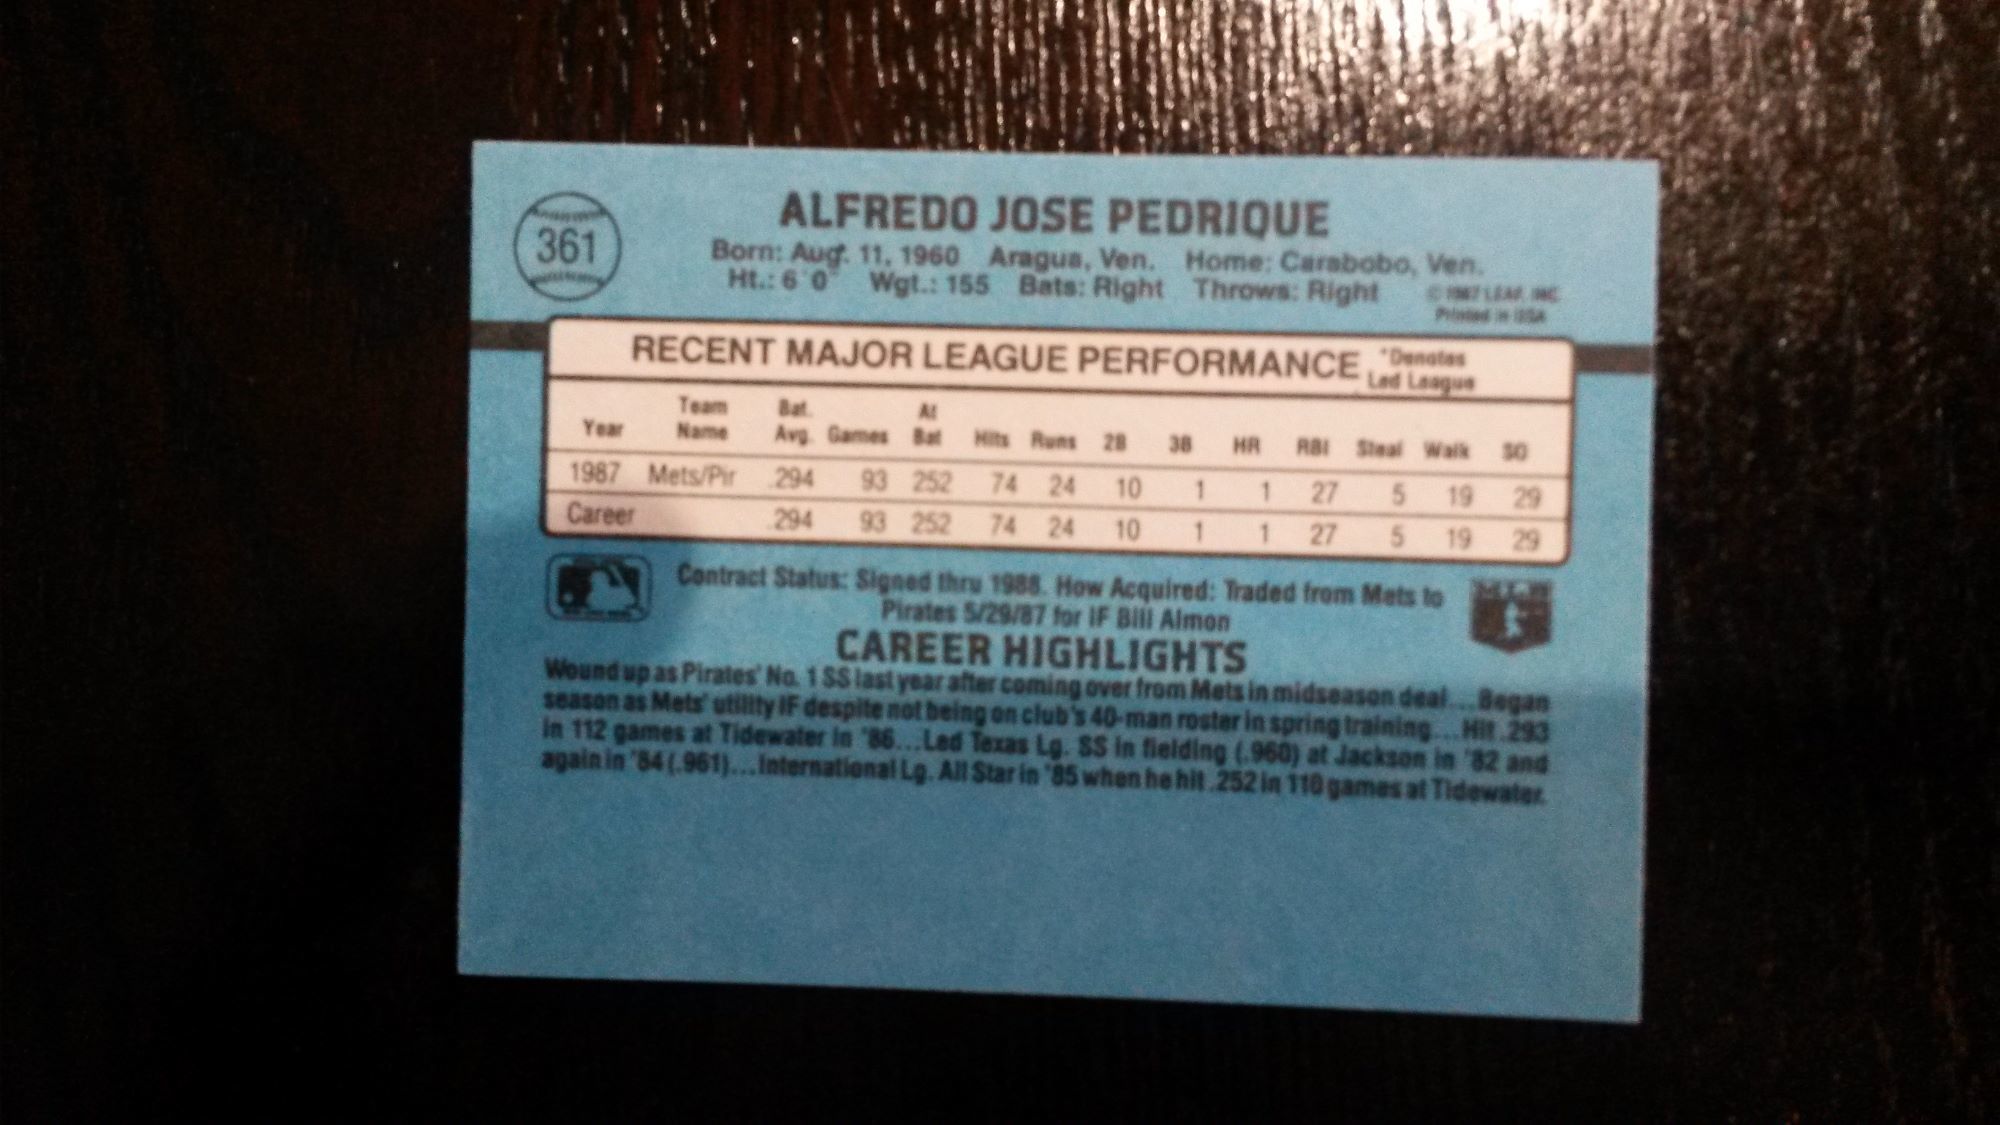 361
ALFREDO JOSE PEDRIQUE
Born: Aug. 11, 1960 Aragua, Ven. Home: Carabobo, Ven.
Ht.: 6'0" Wgt.: 155 Bats: Right Throws: Right
© 1987 LEAF, INC.
Printed in USA
RECENT MAJOR LEAGUE PERFORMANCE
*Denotes
Led League
Year Team Name Bat. Avg. Games At Bat Hits Runs 2B 3B HR RBI Steal Walk SO
1987 Mets/Pir .294 93 252 74 24 10 1 1 27 5 19 29
Career .294 93 252 74 24 10 1 1 27 5 19 29
Contract Status: Signed thru 1988. How Acquired: Traded from Mets to
Pirates 5/29/87 for IF Bill Almon
MLB
CAREER HIGHLIGHTS
Wound up as Pirates' No. 1 SS last year after coming over from Mets in midseason deal...Began
season as Mets' utility IF despite not being on club's 40-man roster in spring training...Hit .293
in 112 games at Tidewater in '86...Led Texas Lg. SS in fielding (.960) at Jackson in '82 and
again in '84 (.961)...International Lg. All Star in '85 when he hit .252 in 110 games at Tidewater.